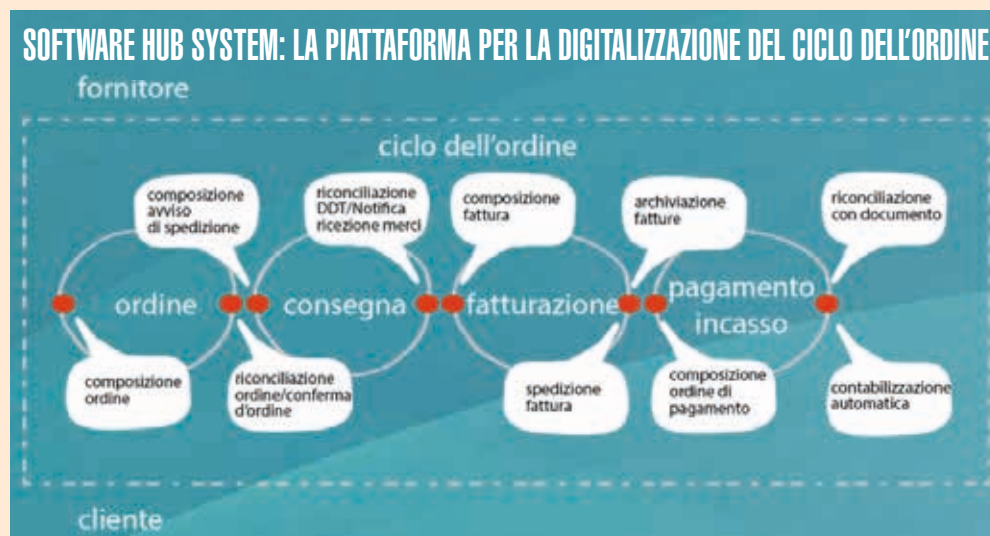 SOFTWARE HUB SYSTEM: LA PIATTAFORMA PER LA DIGITALIZZAZIONE DEL CICLO DELL'ORDINE
fornitore
ciclo dell'ordine
composizione
avviso
di spedizione
riconciliazione
DDT/Notifica
ricezione merci
composizione
fattura
archiviazione
fatture
riconciliazione
con documento
ordine
consegna
fatturazione
pagamento
incasso
composizione
ordine
riconciliazione
ordine/conferma
d'ordine
spedizione
fattura
composizione
ordine di
pagamento
contabilizzazione
automatica
cliente